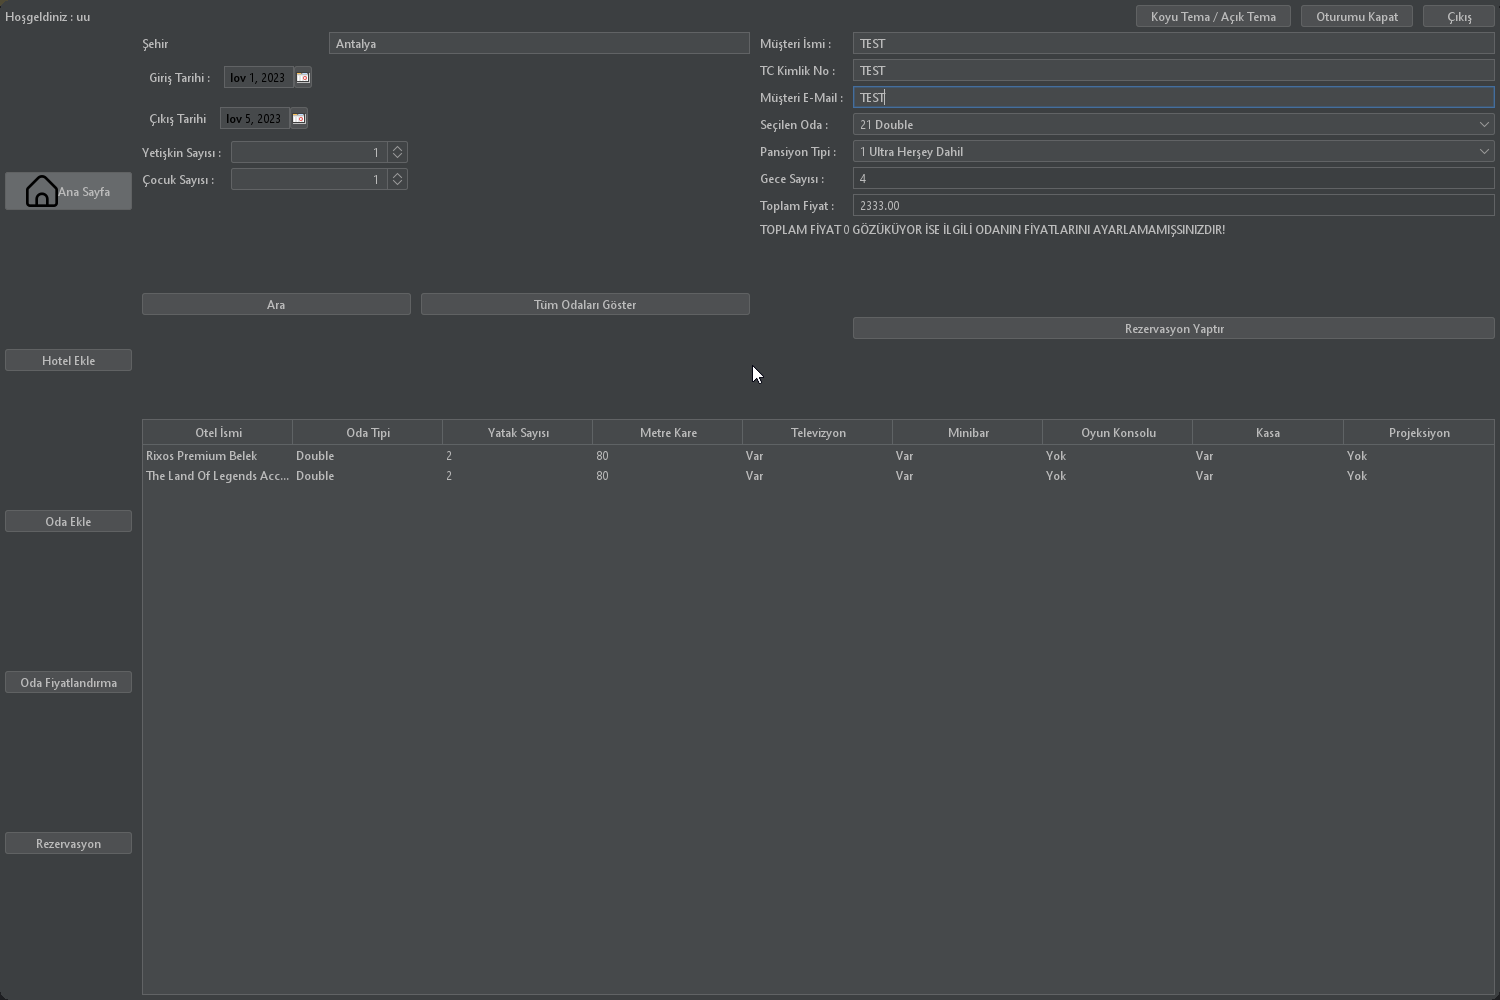 Hoşgeldiniz : uu
Koyu Tema / Açık Tema
Oturumu Kapat
Çıkış
Şehir
Antalya
Giriş Tarihi :
1, 2023
Çıkış Tarihi
5, 2023
Yetişkin Sayısı :
1
Çocuk Sayısı :
1
Ara
Tüm Odaları Göster
Müşteri İsmi :
TEST
TC Kimlik No :
TEST
Müşteri E-Mail :
TEST
Seçilen Oda :
21 Double
Pansiyon Tipi :
1 Ultra Herşey Dahil
Gece Sayısı :
4
Toplam Fiyat :
2333.00
TOPLAM FİYAT 0 GÖZÜKÜYOR İSE İLGİLİ ODANIN FİYATLARINI AYARLAMAMIŞSINIZDIR!
Rezervasyon Yaptır
Ana Sayfa
Hotel Ekle
Oda Ekle
Oda Fiyatlandırma
Rezervasyon
Otel İsmi Oda Tipi Yatak Sayısı Metre Kare Televizyon Minibar Oyun Konsolu Kasa Projeksiyon
Rixos Premium Belek Double 2 80 Var Var Yok Var Yok
The Land Of Legends Acc... Double 2 80 Var Var Yok Var Yok